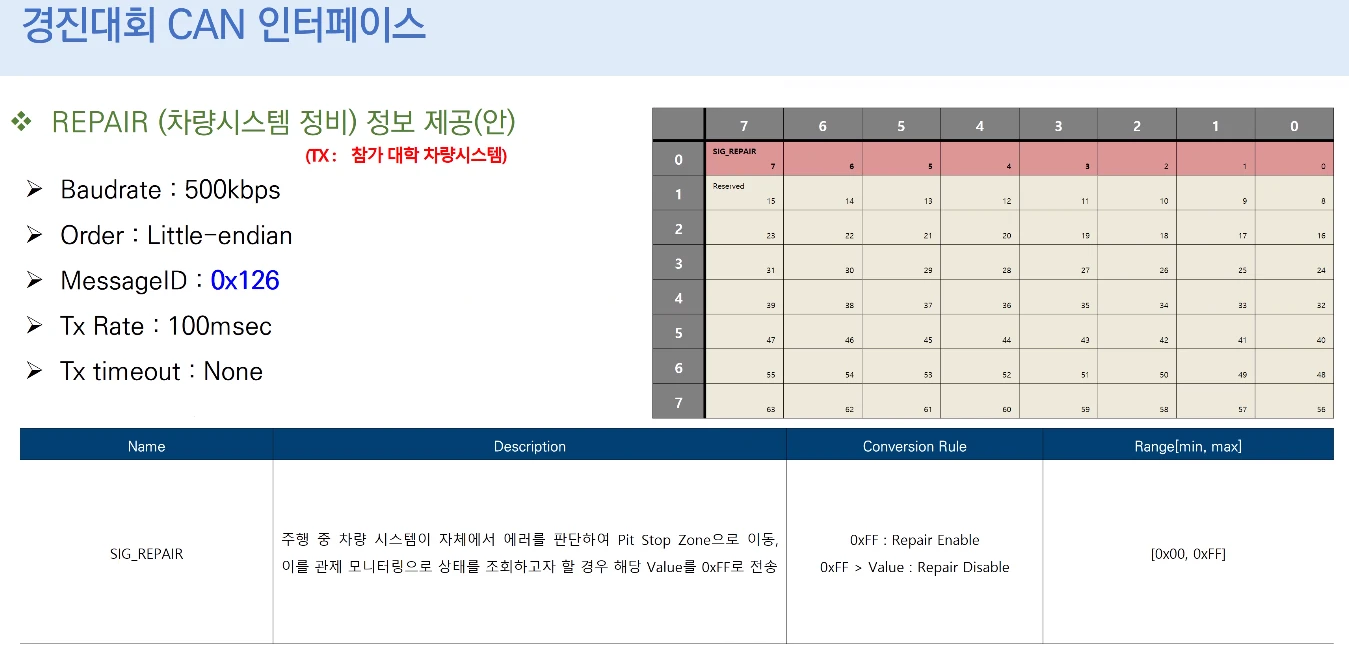 경진대회 CAN 인터페이스
❖ REPAIR (차량시스템 정비) 정보 제공(안)
(TX : 참가 대학 차량시스템)
➢ Baudrate : 500kbps
➢ Order : Little-endian
➢ MessageID : 0x126
➢ Tx Rate : 100msec
➢ Tx timeout : None
7 6 5 4 3 2 1 0
0 SIG_REPAIR 7 6 5 4 3 2 1 0
1 Reserved 15 14 13 12 11 10 9 8
2 23 22 21 20 19 18 17 16
3 31 30 29 28 27 26 25 24
4 39 38 37 36 35 34 33 32
5 47 46 45 44 43 42 41 40
6 55 54 53 52 51 50 49 48
7 63 62 61 60 59 58 57 56
Name Description Conversion Rule Range[min, max]
SIG_REPAIR
주행 중 차량 시스템이 자체에서 에러를 판단하여 Pit Stop Zone으로 이동,
이를 관제 모니터링으로 상태를 조회하고자 할 경우 해당 Value를 0xFF로 전송
0xFF : Repair Enable
0xFF > Value : Repair Disable
[0x00, 0xFF]